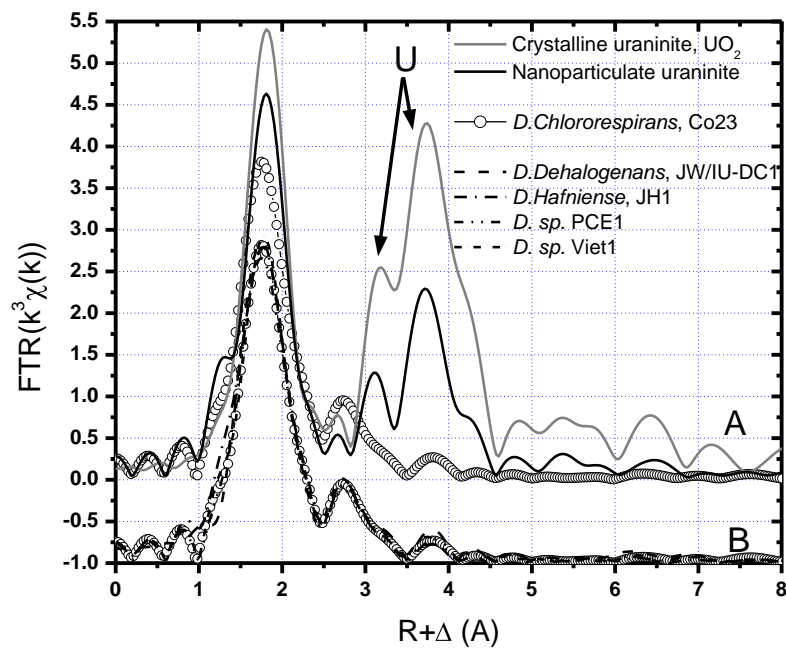 5.5
5.0
4.5
4.0
3.5
3.0
2.5
2.0
1.5
1.0
0.5
0.0
-0.5
-1.0
FTR(k³χ(k))
U
Crystalline uraninite, UO₂
Nanoparticulate uraninite
D.Chlororespirans, Co23
D.Dehalogenans, JW/IU-DC1
D.Hafniense, JH1
D. sp. PCE1
D. sp. Viet1
A
B
0 1 2 3 4 5 6 7 8
R+Δ (A)